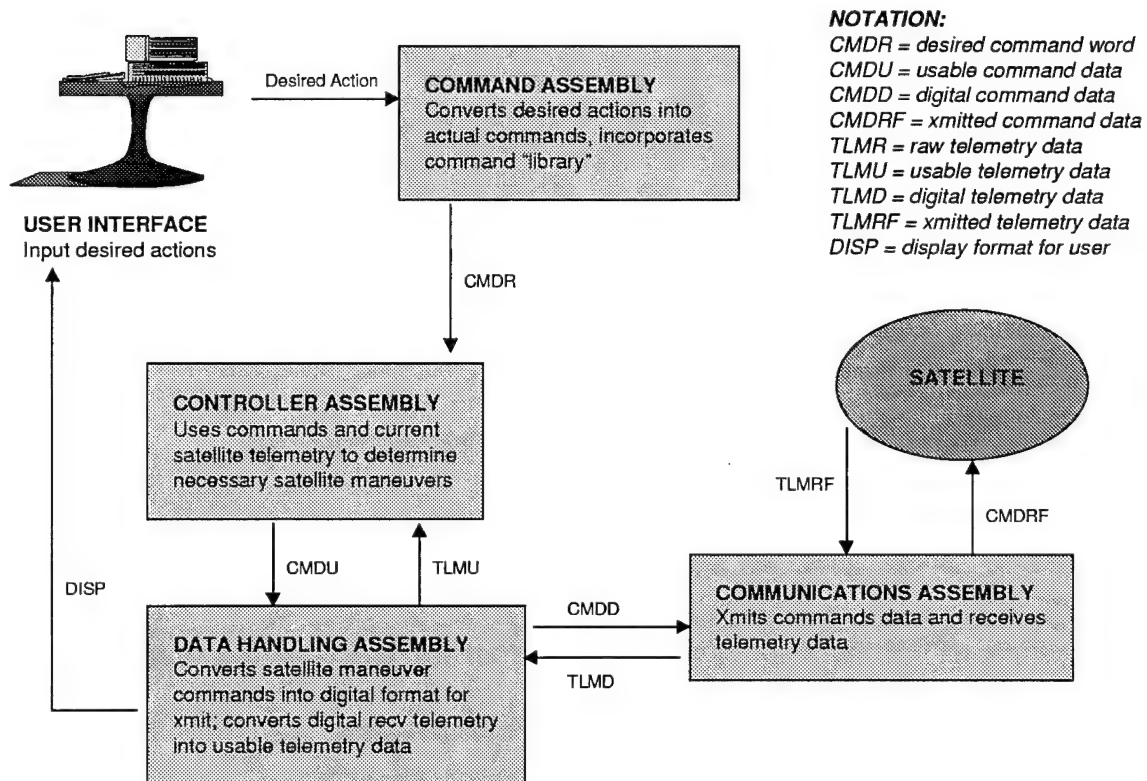 NOTATION:
CMDR = desired command word
CMDU = usable command data
CMDD = digital command data
CMDRF = xmitted command data
TLMR = raw telemetry data
TLMU = usable telemetry data
TLMD = digital telemetry data
TLMRF = xmitted telemetry data
DISP = display format for user
Desired Action
COMMAND ASSEMBLY
Converts desired actions into
actual commands, incorporates
command "library"
USER INTERFACE
Input desired actions
CMDR
SATELLITE
CONTROLLER ASSEMBLY
Uses commands and current
satellite telemetry to determine
necessary satellite maneuvers
TLMRF
CMDRF
CMDU
TLMU
DISP
COMMUNICATIONS ASSEMBLY
Xmits commands data and receives
telemetry data
CMDD
TLMD
DATA HANDLING ASSEMBLY
Converts satellite maneuver
commands into digital format for
xmit; converts digital recv telemetry
into usable telemetry data